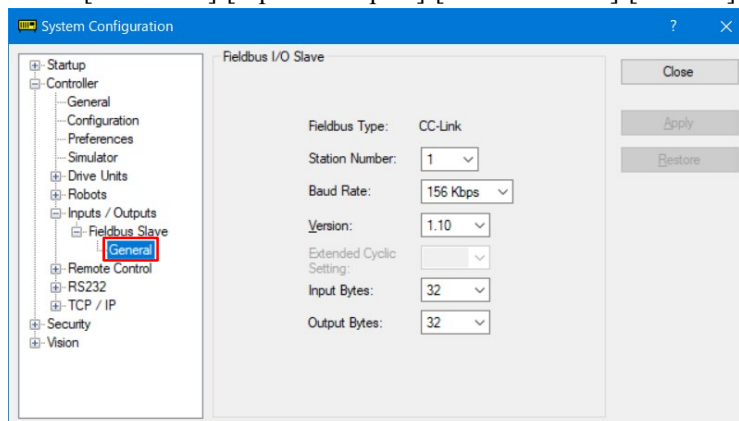 System Configuration
? ×
Startup
Controller
General
Configuration
Preferences
Simulator
Drive Units
Robots
Inputs / Outputs
Fieldbus Slave
General
Remote Control
RS232
TCP / IP
Security
Vision
Fieldbus I/O Slave
Fieldbus Type: CC-Link
Station Number: 1
Baud Rate: 156 Kbps
Version: 1.10
Extended Cyclic
Setting:
Input Bytes: 32
Output Bytes: 32
Close
Apply
Restore